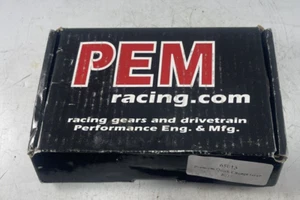 PEM
racing.com
racing gears and drivetrain
Performance Eng. & Mfg.